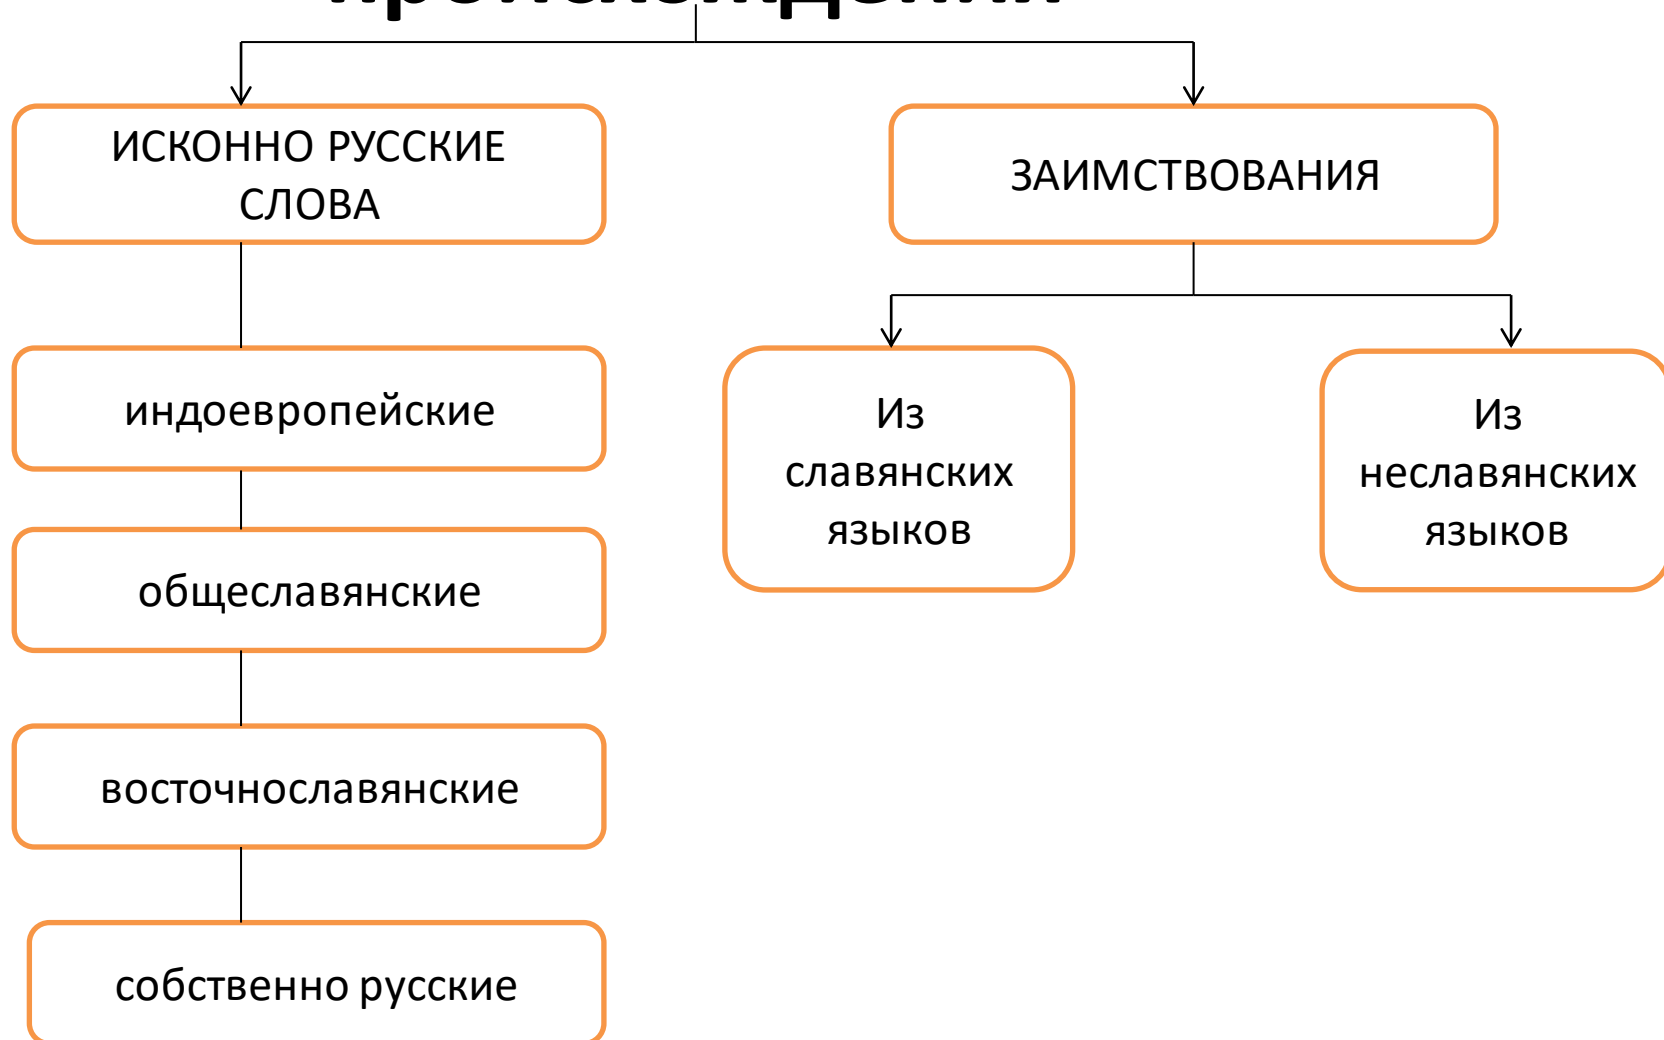 ИСКОННО РУССКИЕ
СЛОВА
ЗАИМСТВОВАНИЯ
индоевропейские
общеславянские
восточнославянские
собственно русские
Из
славянских
языков
Из
неславянских
языков